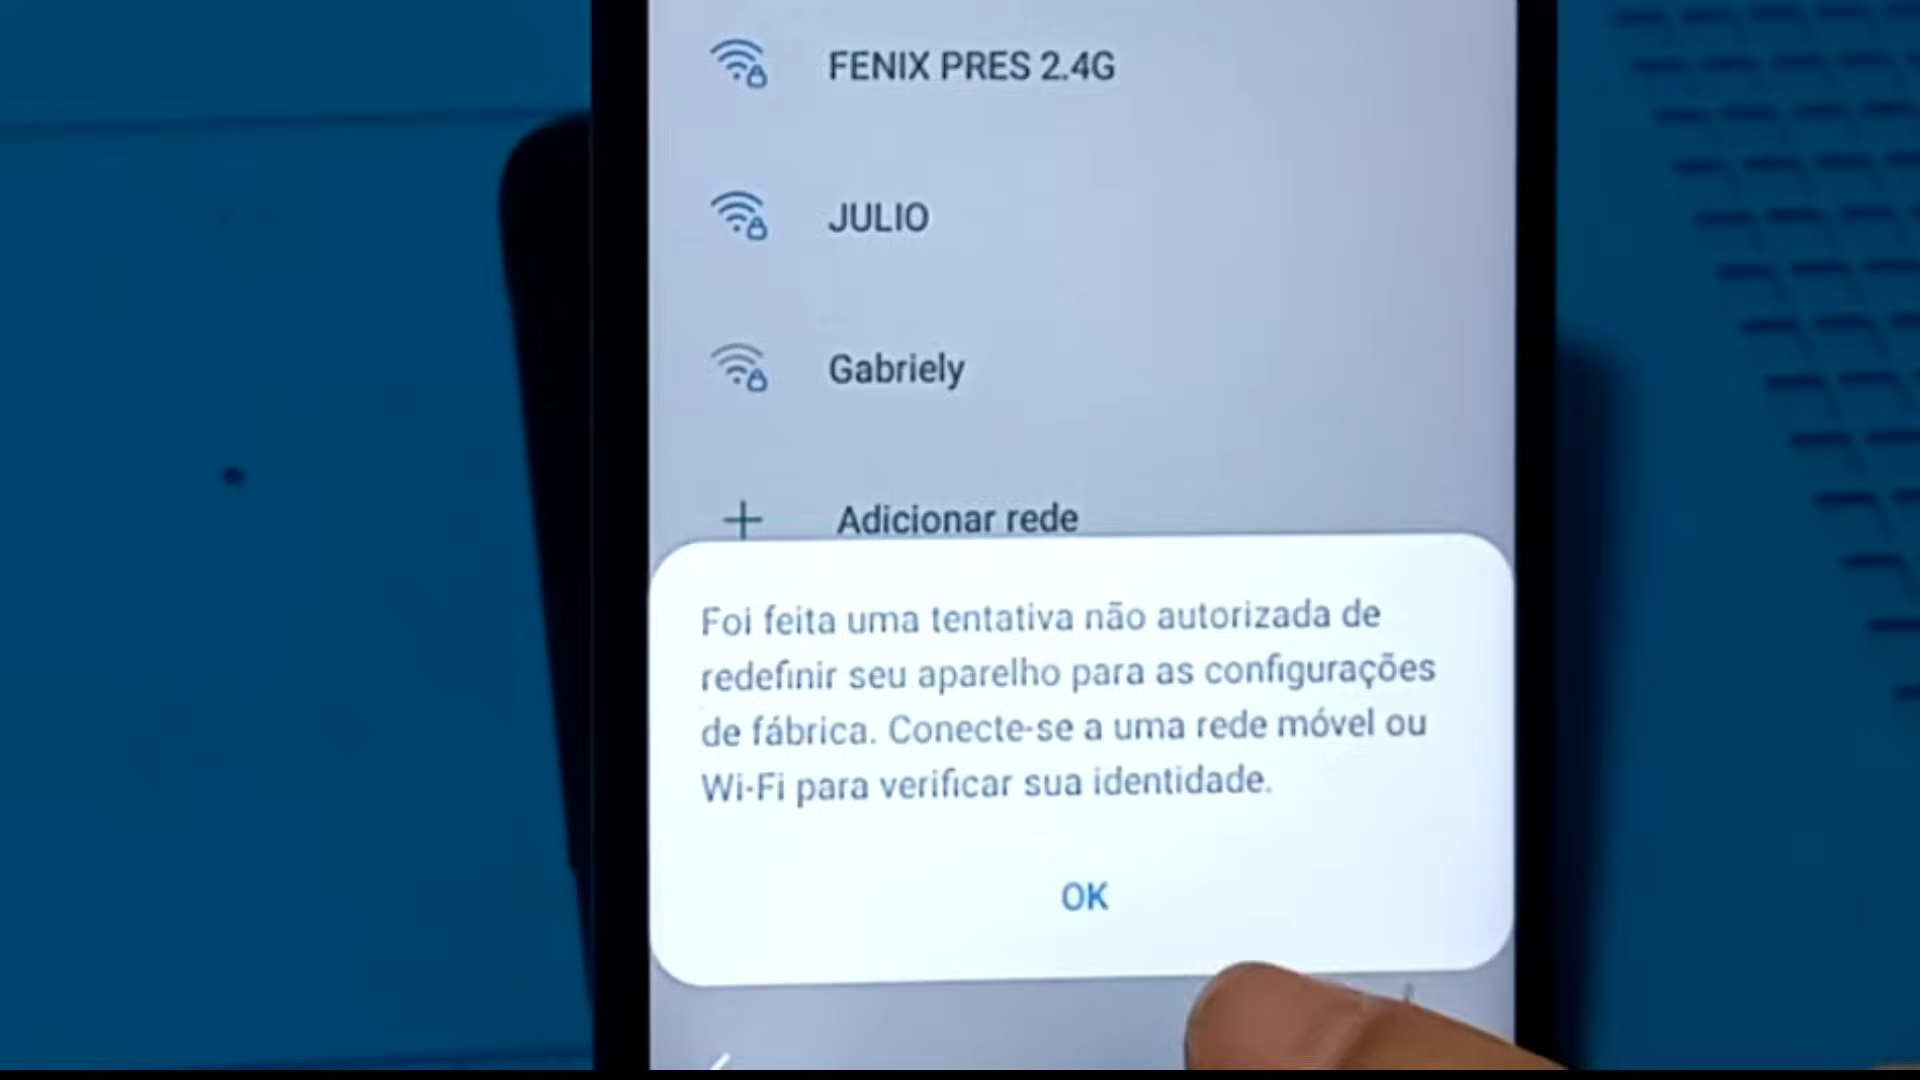 FENIX PRES 2.4G
JULIO
Gabriely
+ Adicionar rede
Foi feita uma tentativa não autorizada de
redefinir seu aparelho para as configurações
de fábrica. Conecte-se a uma rede móvel ou
Wi-Fi para verificar sua identidade.
OK